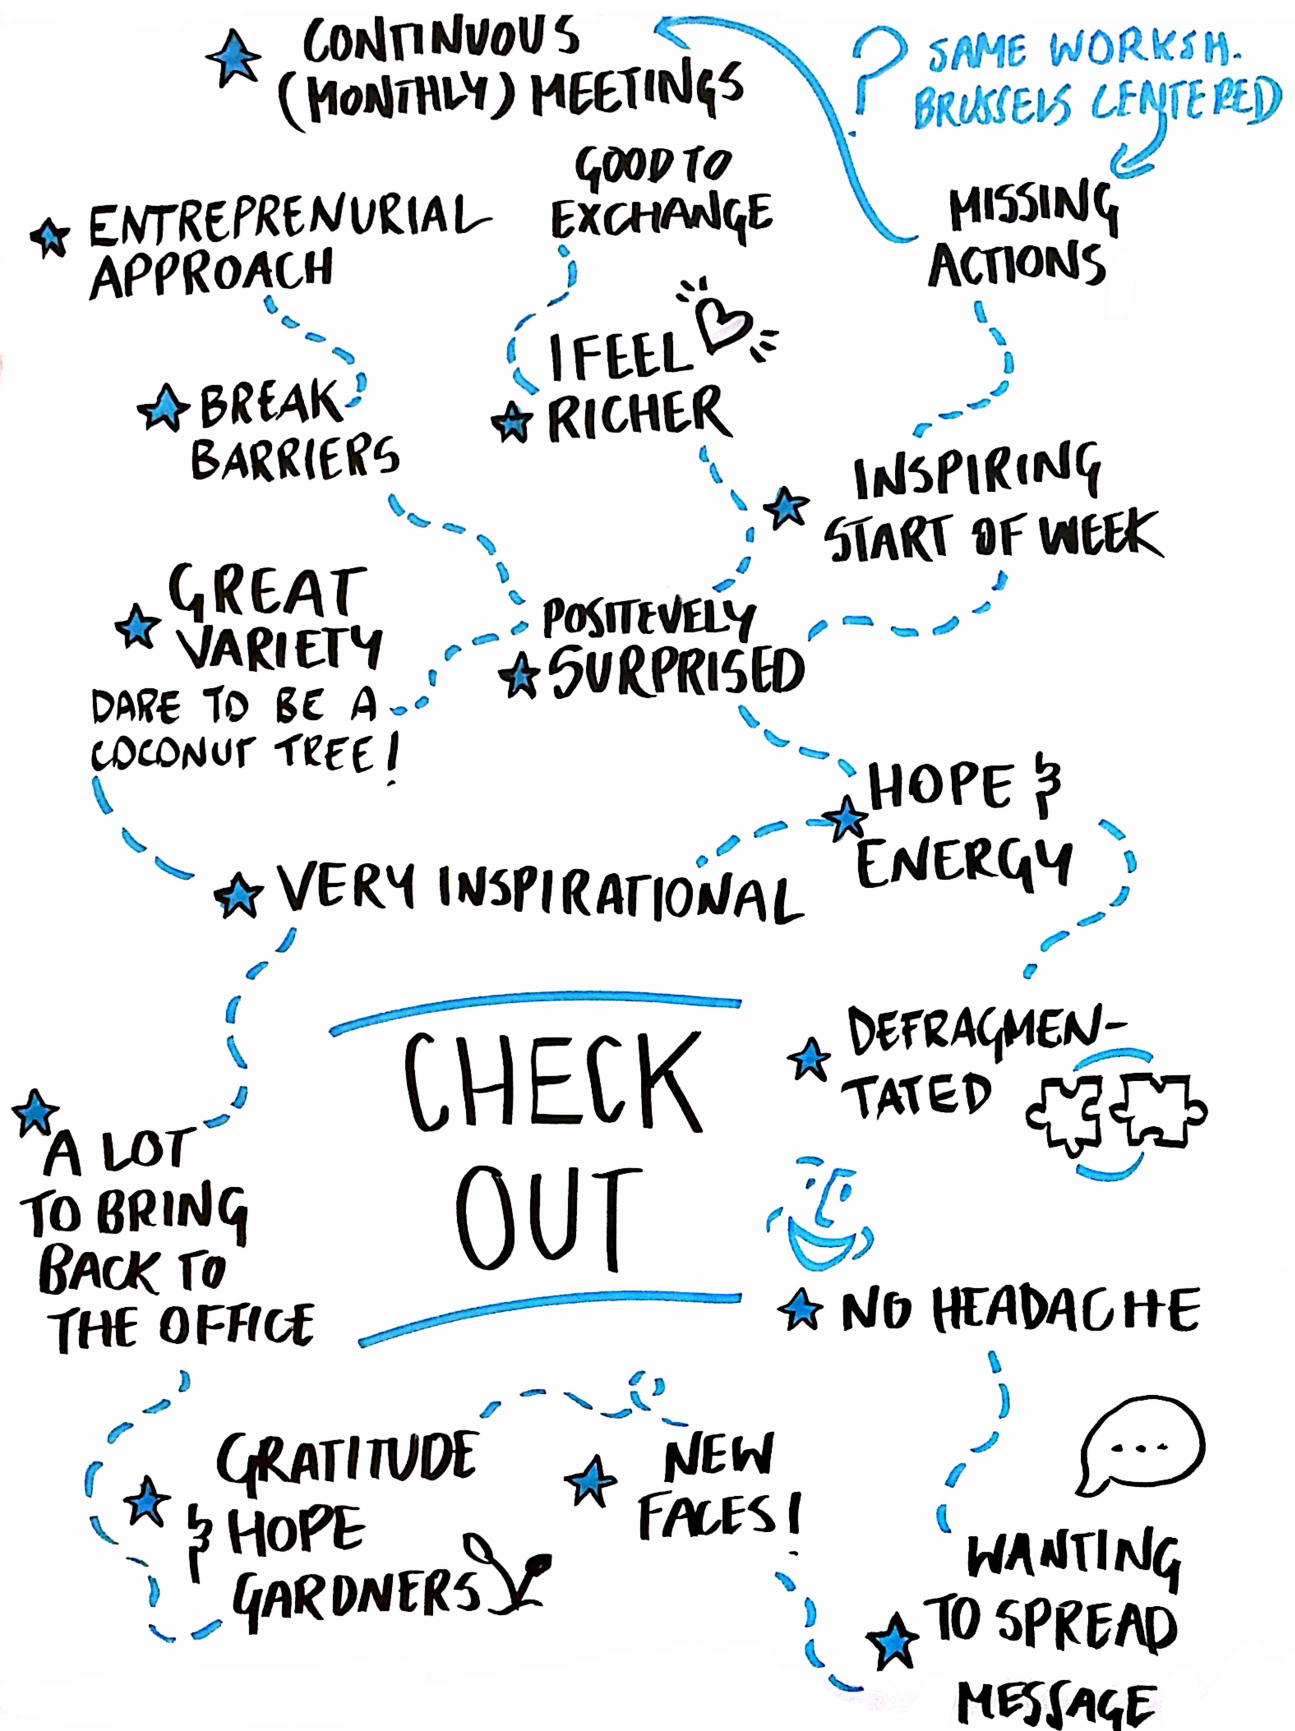 CONTINUOUS
(MONTHLY) MEETINGS
? SAME WORKSH.
BRUSSELS CENTERED
GOOD TO
EXCHANGE
MISSING
ACTIONS
ENTREPRENURIAL
APPROACH
I FEEL
RICHER
BREAK
BARRIERS
INSPIRING
START OF WEEK
GREAT
VARIETY
DARE TO BE A
COCONUT TREE!
POSITEVELY
SURPRISED
HOPE &
ENERGY
VERY INSPIRATIONAL
CHECK
OUT
DEFRAGMEN-
TATED
A LOT
TO BRING
BACK TO
THE OFFICE
NO HEADACHE
GRATITUDE
& HOPE
GARDNERS
NEW
FACES!
...
WANTING
TO SPREAD
MESSAGE